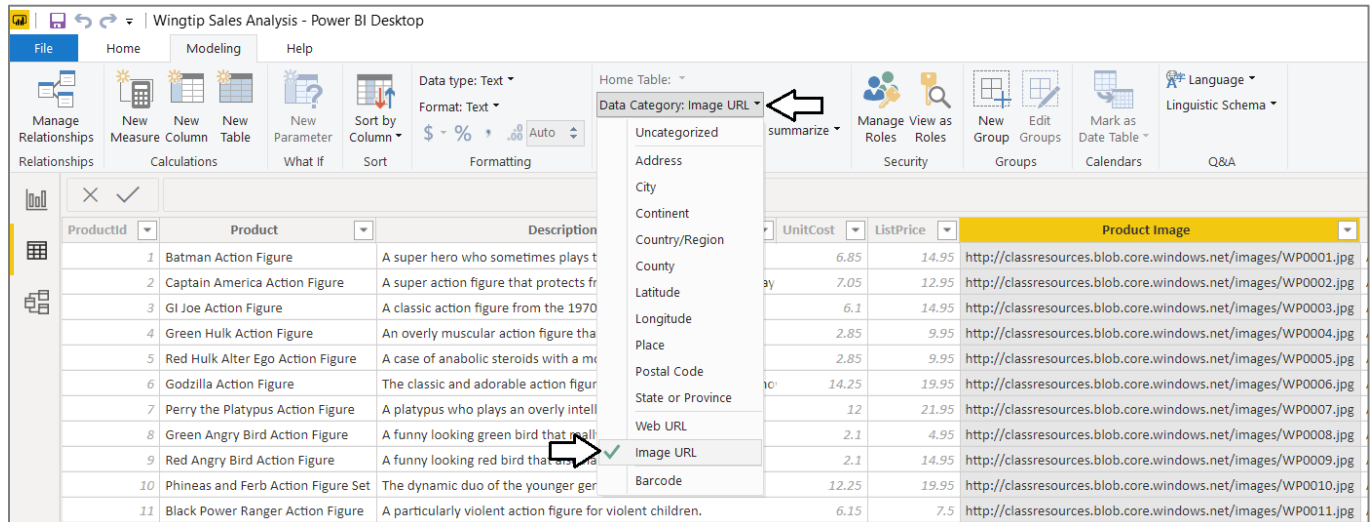 Wingtip Sales Analysis - Power BI Desktop
File Home Modeling Help
Manage Relationships
New Measure
New Column
New Table
New Parameter
Sort by Column
Data type: Text
Format: Text
$ - % , .00 Auto
Home Table:
Data Category: Image URL
summarize
Manage Roles
View as Roles
New Group
Edit Groups
Mark as Date Table
Language
Linguistic Schema
Relationships Calculations What If Sort Formatting Security Groups Calendars Q&A
Uncategorized
Address
City
Continent
Country/Region
County
Latitude
Longitude
Place
Postal Code
State or Province
Web URL
Image URL
Barcode
ProductId Product Description UnitCost ListPrice Product Image
1 Batman Action Figure A super hero who sometimes plays t 6.85 14.95 http://classresources.blob.core.windows.net/images/WP0001.jpg
2 Captain America Action Figure A super action figure that protects fr ay 7.05 12.95 http://classresources.blob.core.windows.net/images/WP0002.jpg
3 GI Joe Action Figure A classic action figure from the 1970 6.1 14.95 http://classresources.blob.core.windows.net/images/WP0003.jpg
4 Green Hulk Action Figure An overly muscular action figure tha 2.85 9.95 http://classresources.blob.core.windows.net/images/WP0004.jpg
5 Red Hulk Alter Ego Action Figure A case of anabolic steroids with a mo 2.85 9.95 http://classresources.blob.core.windows.net/images/WP0005.jpg
6 Godzilla Action Figure The classic and adorable action figur 14.25 19.95 http://classresources.blob.core.windows.net/images/WP0006.jpg
7 Perry the Platypus Action Figure A platypus who plays an overly intell 12 21.95 http://classresources.blob.core.windows.net/images/WP0007.jpg
8 Green Angry Bird Action Figure A funny looking green bird that really 2.1 4.95 http://classresources.blob.core.windows.net/images/WP0008.jpg
9 Red Angry Bird Action Figure A funny looking red bird that also 2.1 14.95 http://classresources.blob.core.windows.net/images/WP0009.jpg
10 Phineas and Ferb Action Figure Set The dynamic duo of the younger ger 12.25 19.95 http://classresources.blob.core.windows.net/images/WP0010.jpg
11 Black Power Ranger Action Figure A particularly violent action figure for violent children. 6.15 7.5 http://classresources.blob.core.windows.net/images/WP0011.jpg